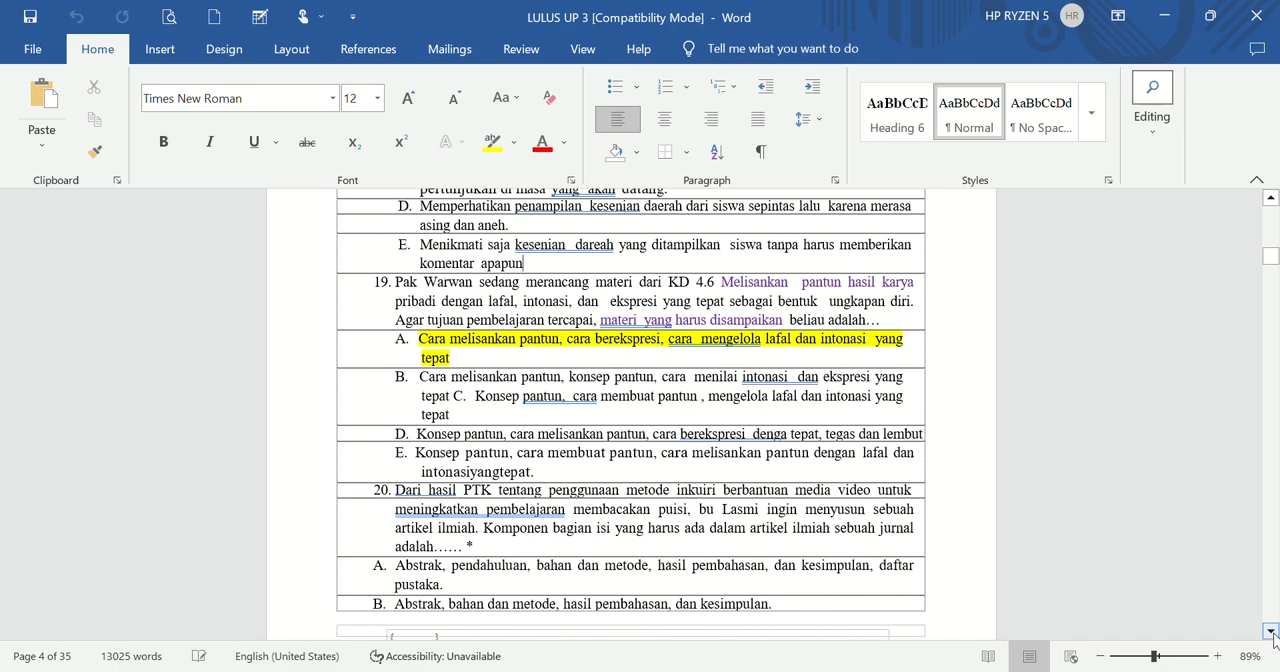 LULUS UP 3 [Compatibility Mode] - Word
HP RYZEN 5
HR
File
Home
Insert
Design
Layout
References
Mailings
Review
View
Help
Tell me what you want to do
Paste
Clipboard
Times New Roman
12
Font
Paragraph
AaBbCcD
Heading 6
AaBbCcDd
¶ Normal
AaBbCcDd
¶ No Spac...
Styles
Editing
pertunjukan di masa yang akan datang.
D. Memperhatikan penampilan kesenian daerah dari siswa sepintas lalu karena merasa
asing dan aneh.
E. Menikmati saja kesenian dareah yang ditampilkan siswa tanpa harus memberikan
komentar apapun
19. Pak Warwan sedang merancang materi dari KD 4.6 Melisankan pantun hasil karya
pribadi dengan lafal, intonasi, dan ekspresi yang tepat sebagai bentuk ungkapan diri.
Agar tujuan pembelajaran tercapai, materi yang harus disampaikan beliau adalah…
A. Cara melisankan pantun, cara berekspresi, cara mengelola lafal dan intonasi yang
tepat
B. Cara melisankan pantun, konsep pantun, cara menilai intonasi dan ekspresi yang
tepat C. Konsep pantun, cara membuat pantun , mengelola lafal dan intonasi yang
tepat
D. Konsep pantun, cara melisankan pantun, cara berekspresi denga tepat, tegas dan lembut
E. Konsep pantun, cara membuat pantun, cara melisankan pantun dengan lafal dan
intonasiyangtepat.
20. Dari hasil PTK tentang penggunaan metode inkuiri berbantuan media video untuk
meningkatkan pembelajaran membacakan puisi, bu Lasmi ingin menyusun sebuah
artikel ilmiah. Komponen bagian isi yang harus ada dalam artikel ilmiah sebuah jurnal
adalah…… *
A. Abstrak, pendahuluan, bahan dan metode, hasil pembahasan, dan kesimpulan, daftar
pustaka.
B. Abstrak, bahan dan metode, hasil pembahasan, dan kesimpulan.
Page 4 of 35
13025 words
English (United States)
Accessibility: Unavailable
89%